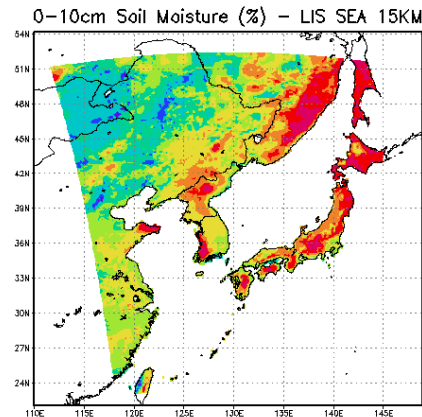 0-10cm Soil Moisture (%) - LIS SEA 15KM
54N
51N
48N
45N
42N
39N
36N
33N
30N
27N
24N
110E 115E 120E 125E 130E 135E 140E 145E